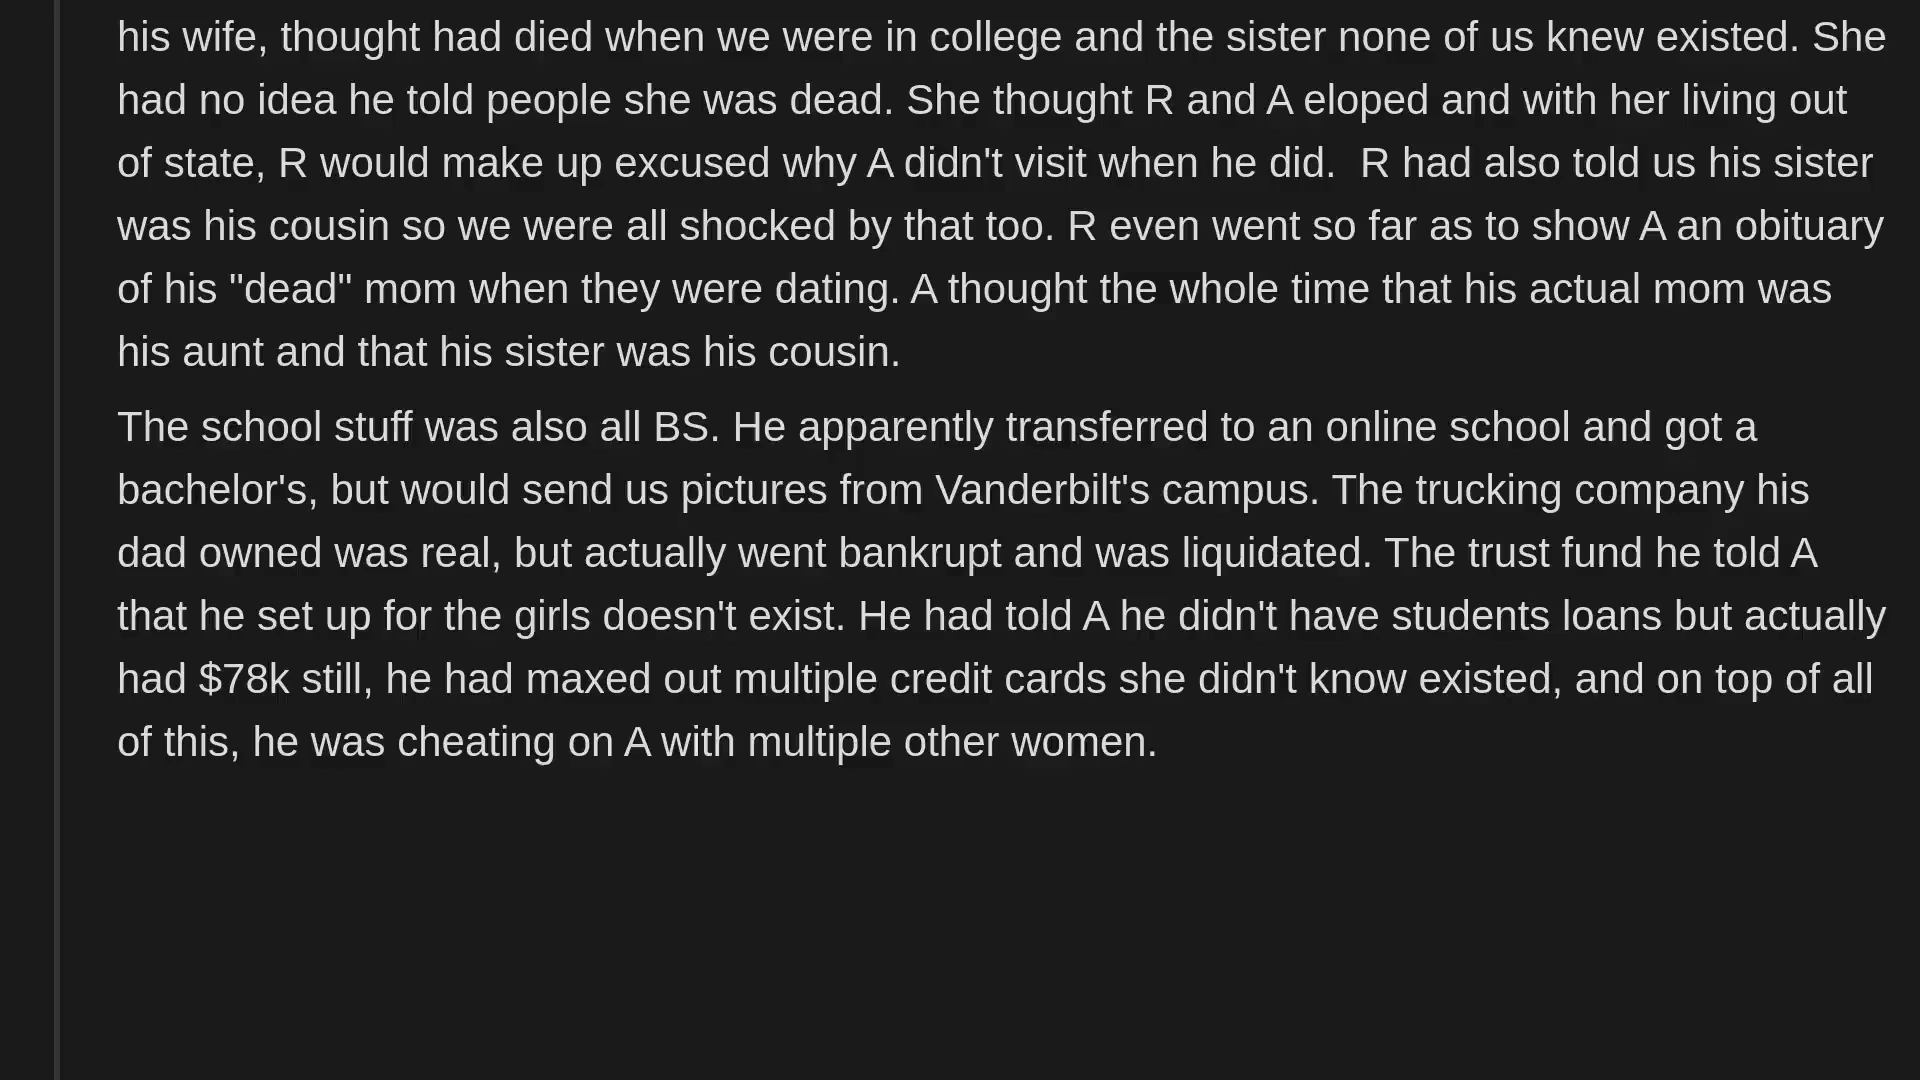 his wife, thought had died when we were in college and the sister none of us knew existed. She
had no idea he told people she was dead. She thought R and A eloped and with her living out
of state, R would make up excused why A didn't visit when he did.  R had also told us his sister
was his cousin so we were all shocked by that too. R even went so far as to show A an obituary
of his "dead" mom when they were dating. A thought the whole time that his actual mom was
his aunt and that his sister was his cousin.
The school stuff was also all BS. He apparently transferred to an online school and got a
bachelor's, but would send us pictures from Vanderbilt's campus. The trucking company his
dad owned was real, but actually went bankrupt and was liquidated. The trust fund he told A
that he set up for the girls doesn't exist. He had told A he didn't have students loans but actually
had $78k still, he had maxed out multiple credit cards she didn't know existed, and on top of all
of this, he was cheating on A with multiple other women.